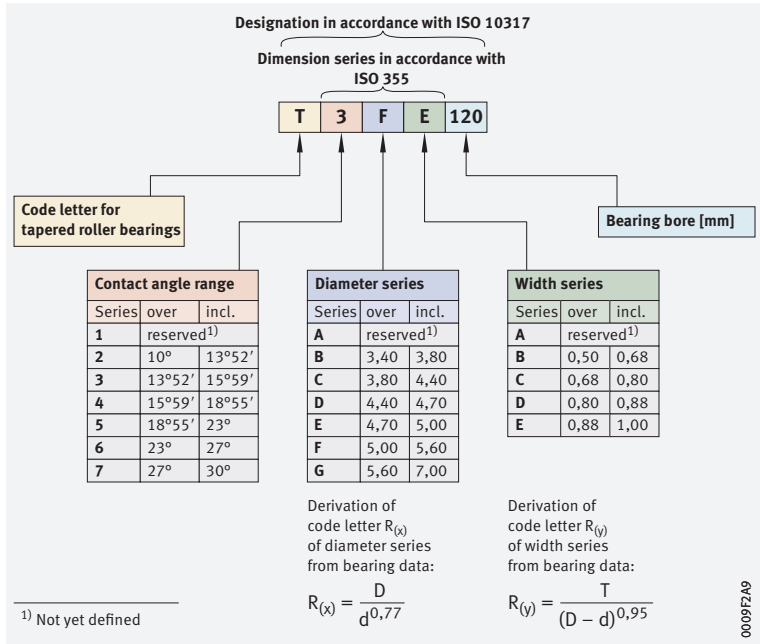 Designation in accordance with ISO 10317
Dimension series in accordance with
ISO 355
T 3 F E 120
Code letter for
tapered roller bearings
Bearing bore [mm]
Contact angle range
Series over incl.
1 reserved1)
2 10° 13°52′
3 13°52′ 15°59′
4 15°59′ 18°55′
5 18°55′ 23°
6 23° 27°
7 27° 30°
Diameter series
Series over incl.
A reserved1)
B 3,40 3,80
C 3,80 4,40
D 4,40 4,70
E 4,70 5,00
F 5,00 5,60
G 5,60 7,00
Width series
Series over incl.
A reserved1)
B 0,50 0,68
C 0,68 0,80
D 0,80 0,88
E 0,88 1,00
Derivation of
code letter R(x)
of diameter series
from bearing data:
R(x) = D / d^0,77
Derivation of
code letter R(y)
of width series
from bearing data:
R(y) = T / (D – d)^0,95
1) Not yet defined
0009F2A9